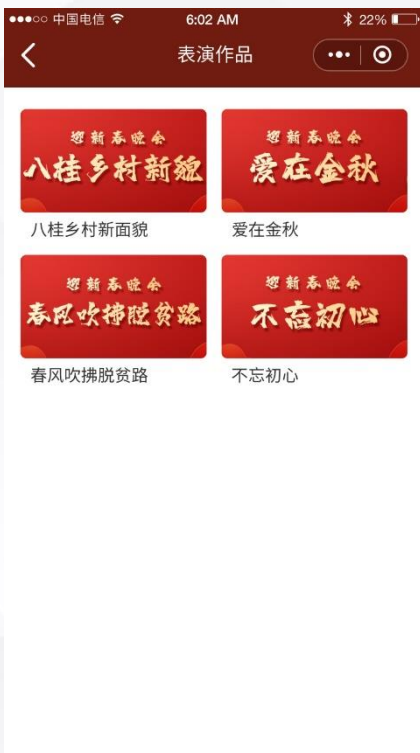 中国电信 6:02 AM 22%
表演作品
迎新春晚会
八桂乡村新貌
八桂乡村新面貌
迎新春晚会
爱在金秋
爱在金秋
迎新春晚会
春风吹拂脱贫路
春风吹拂脱贫路
迎新春晚会
不忘初心
不忘初心